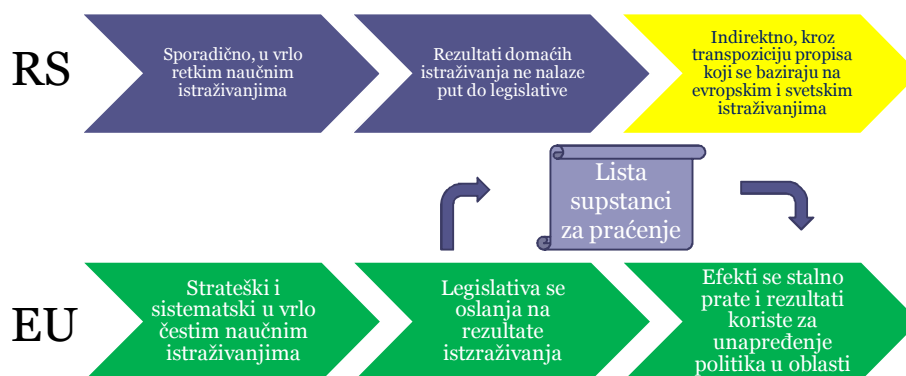 RS
Sporadično, u vrlo
retkim naučnim
istraživanjima
Rezultati domaćih
istraživanja ne nalaze
put do legislative
Indirektno, kroz
transpoziciju propisa
koji se baziraju na
evropskim i svetskim
istraživanjima
Lista
supstanci
za praćenje
EU
Strateški i
sistematski u vrlo
čestim naučnim
istraživanjima
Legislativa se
oslanja na
rezultate
istzraživanja
Efekti se stalno
prate i rezultati
koriste za
unapređenje
politika u oblasti